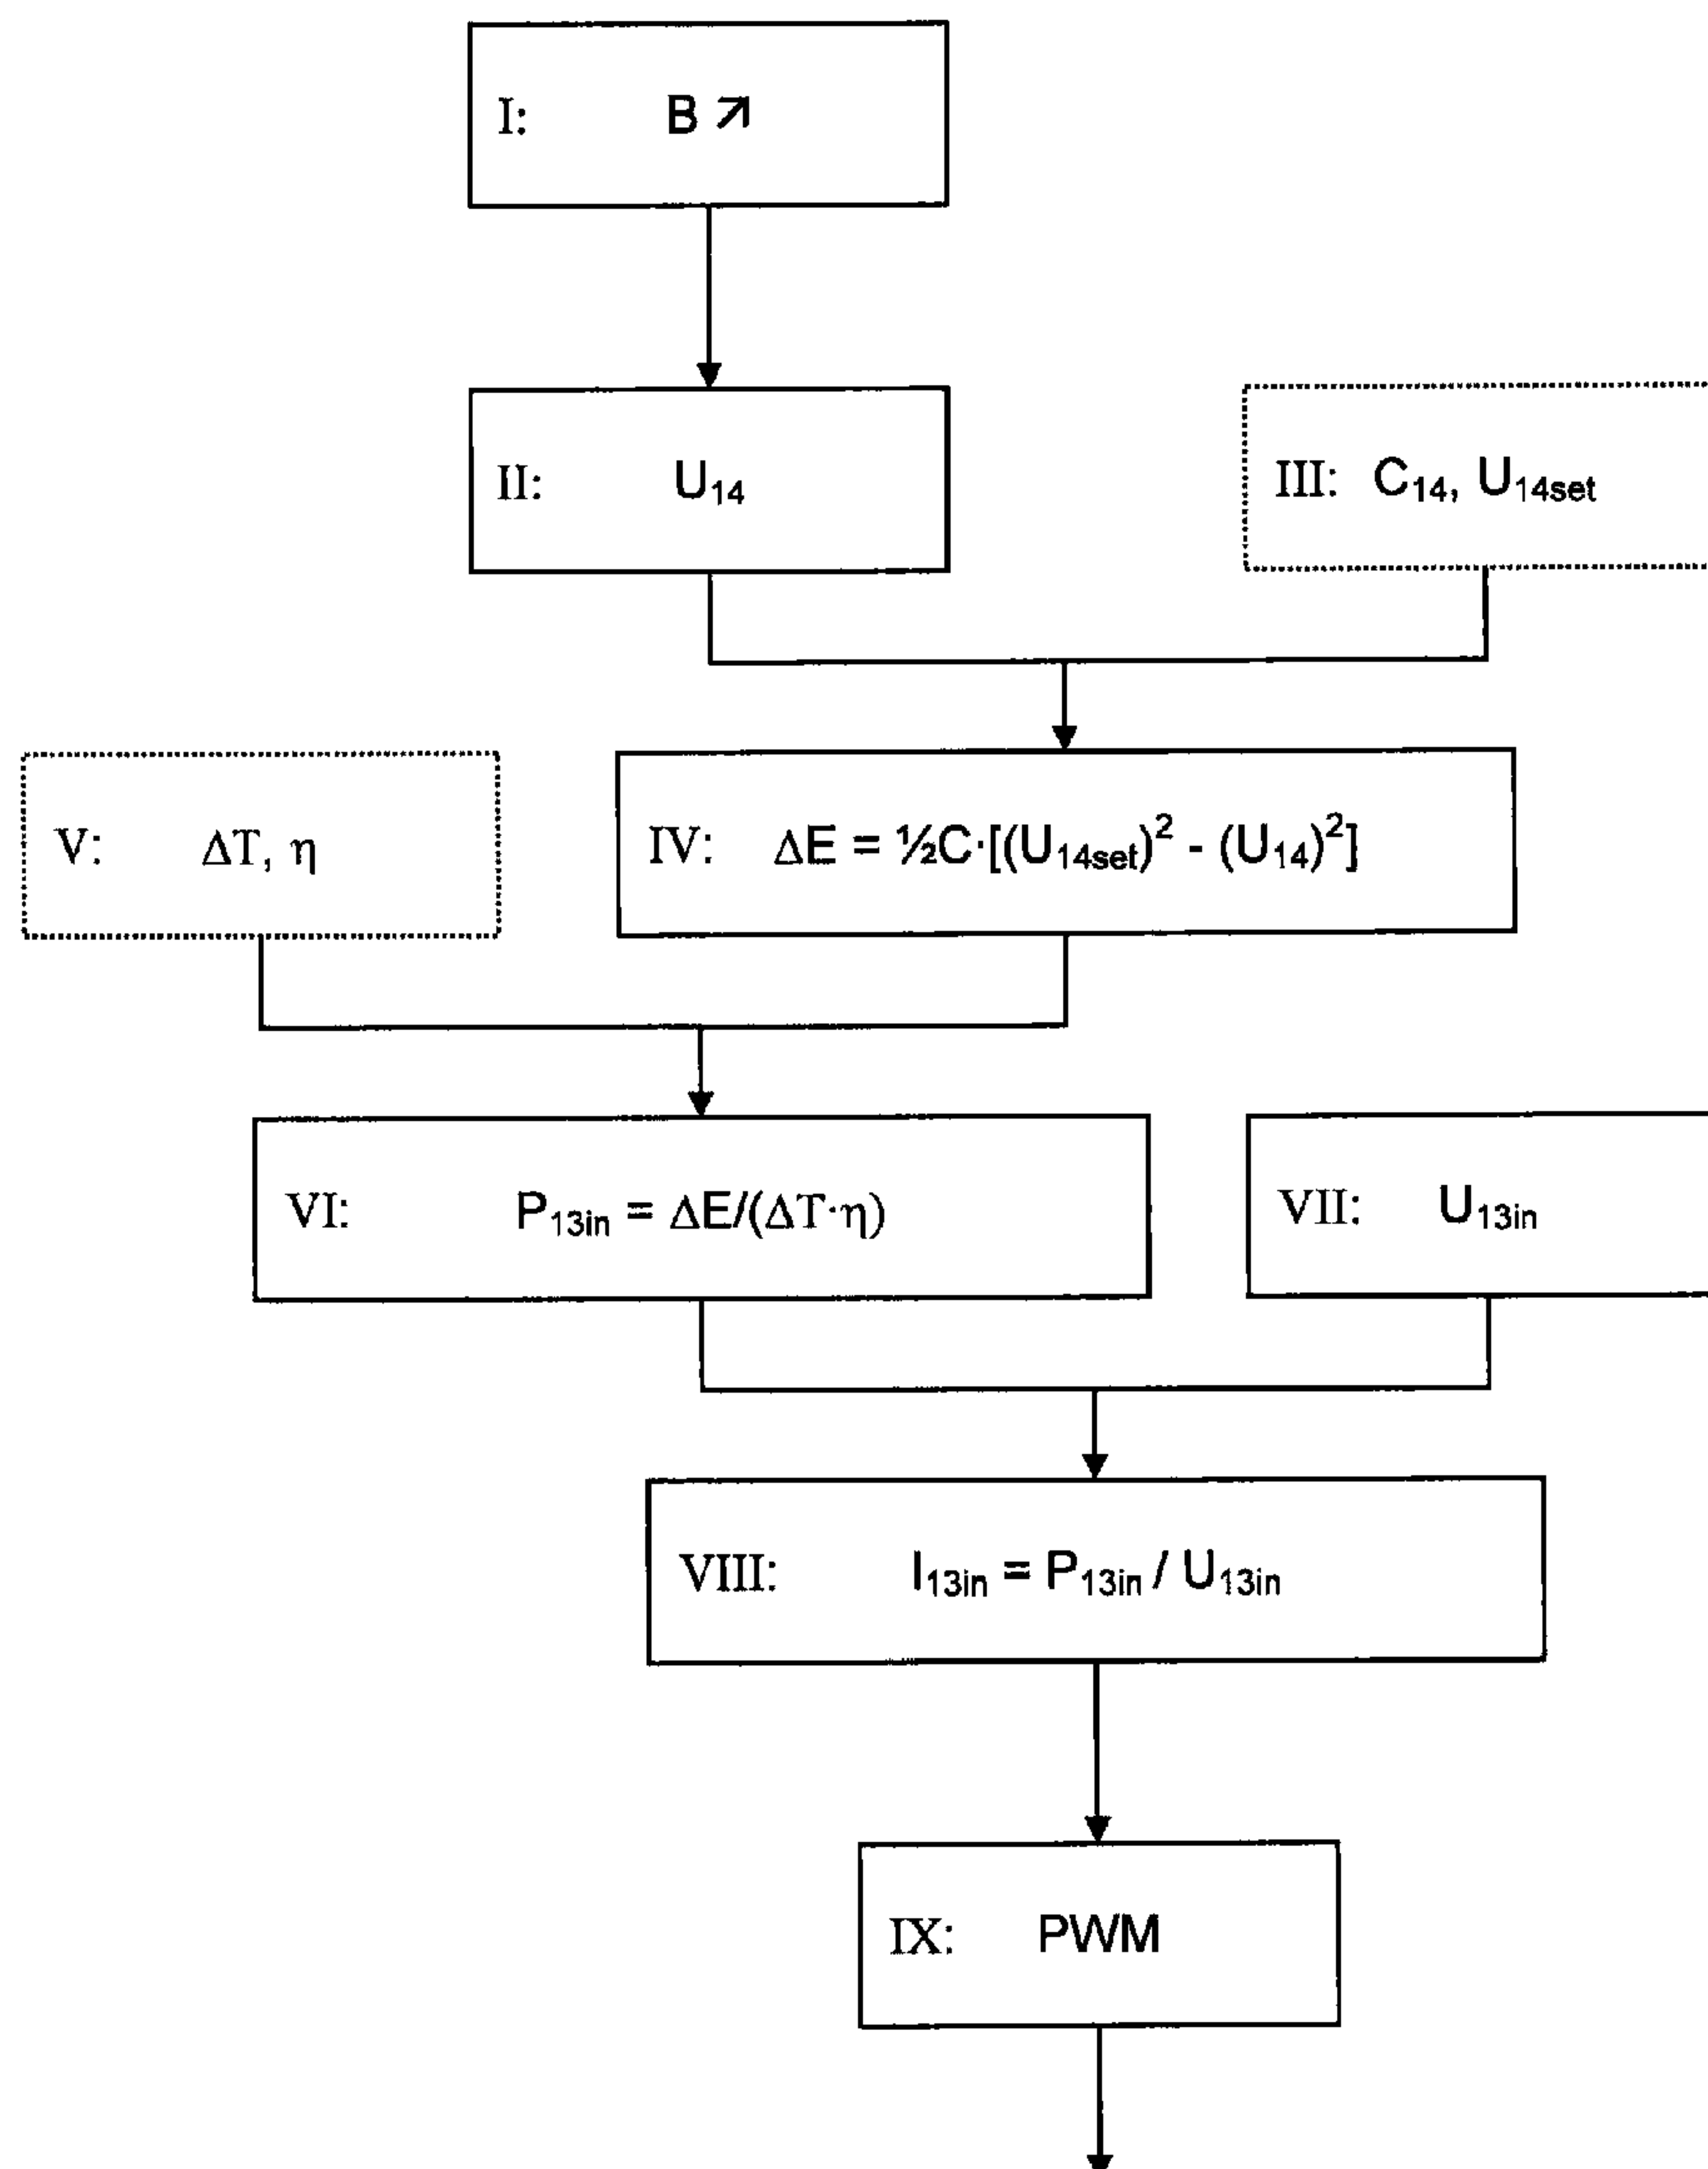 I: B ↗
II: U₁₄
III: C₁₄, U₁₄set
V: ΔT, η
IV: ΔE = ½C·[(U₁₄set)² - (U₁₄)²]
VI: P₁₃in = ΔE/(ΔT·η)
VII: U₁₃in
VIII: I₁₃in = P₁₃in / U₁₃in
IX: PWM